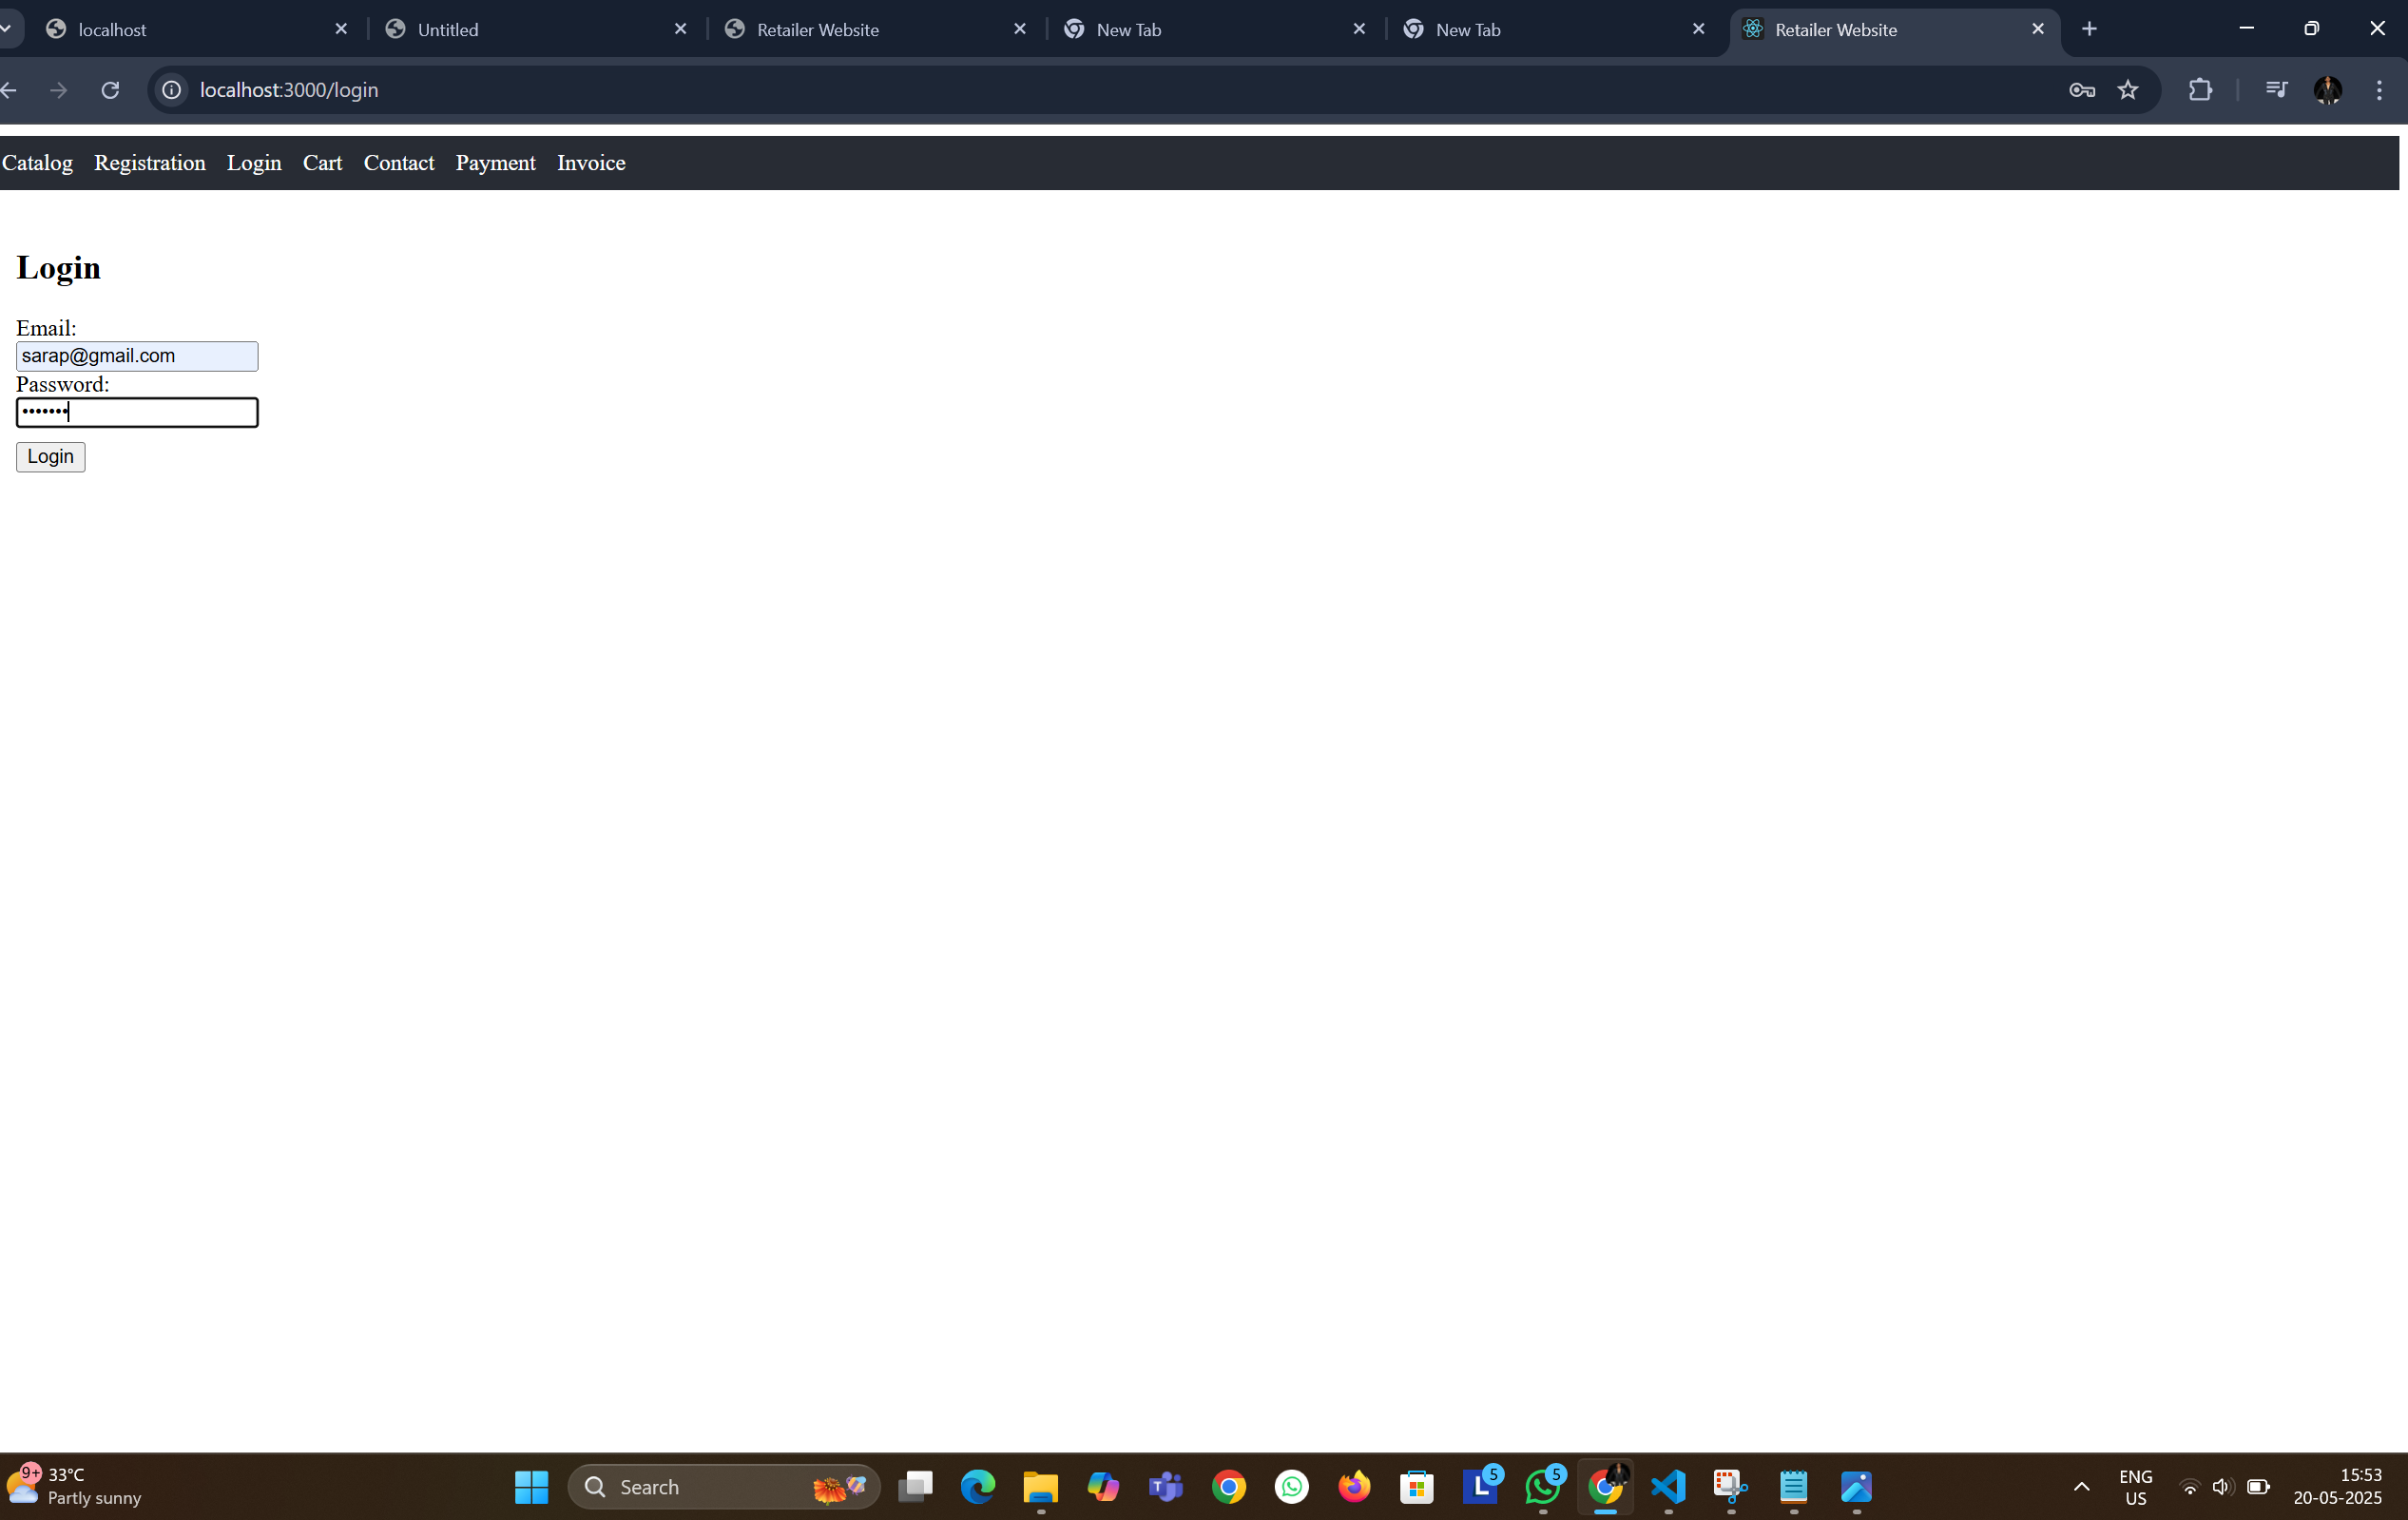 localhost
Untitled
Retailer Website
New Tab
New Tab
Retailer Website
localhost:3000/login
Catalog Registration Login Cart Contact Payment Invoice
Login
Email:
sarap@gmail.com
Password:
•••••••
Login
9+
33°C
Partly sunny
Search
T
L
5
5
ENG
US
15:53
20-05-2025